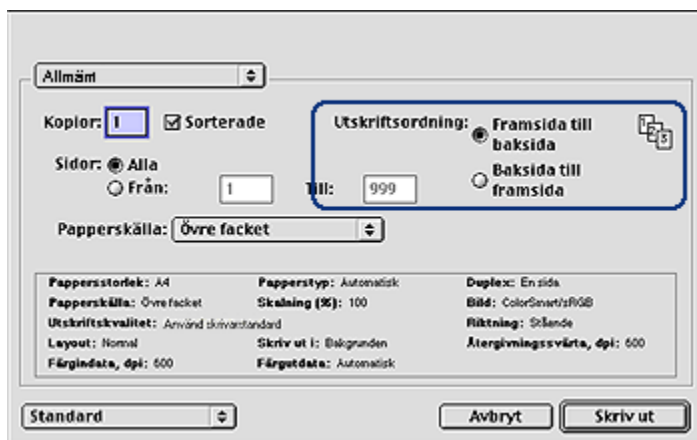 Allmänt
Kopior: 1 Sorterade Utskriftsordning: Framsida till baksida
1 2 3
Sidor: Alla
Från: 1 Till: 999
Baksida till framsida
Papperskälla: Övre facket
Pappersstorlek: A4 Papperstyp: Automatisk Duplex: En sida
Papperskälla: Övre facket Skalning (%): 100 Bild: ColorSmart/sRGB
Utskriftskvalitet: Använd skrivarstandard Riktning: Stående
Layout: Normal Skriv ut i: Bakgrunden Återgivningssvärta, dpi: 600
Färgindata, dpi: 600 Färgutdata: Automatisk
Standard Avbryt Skriv ut